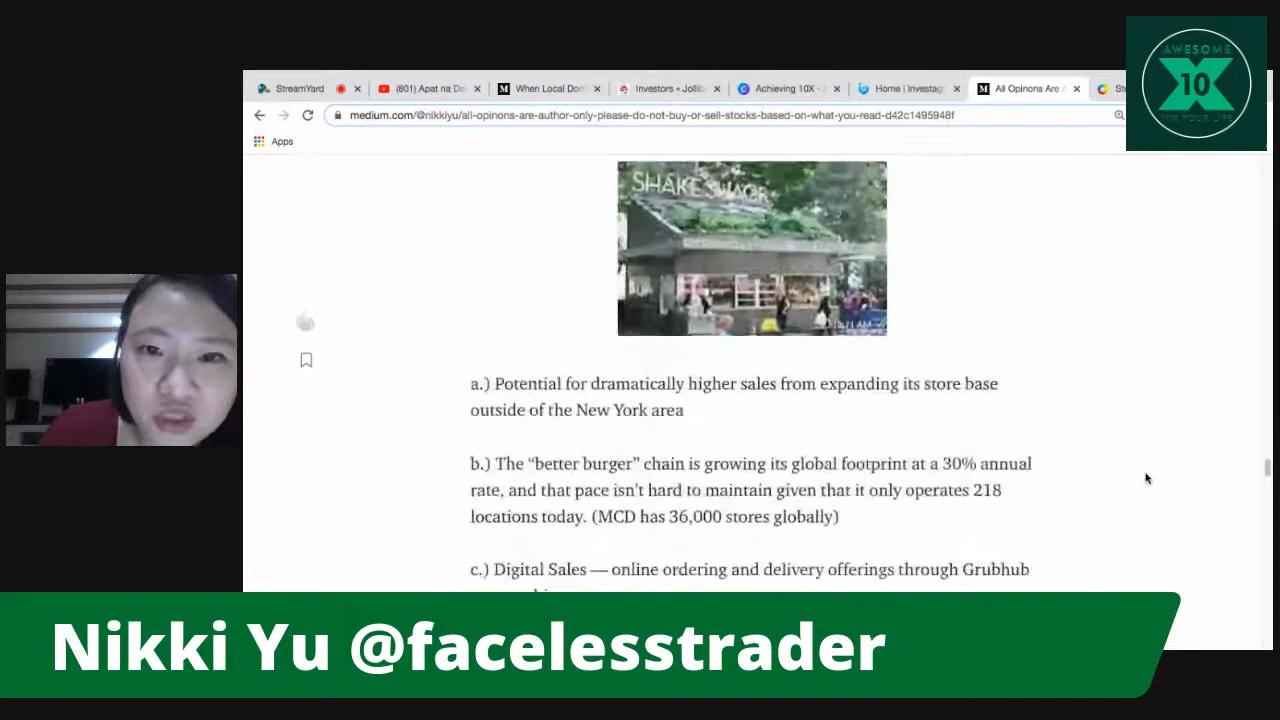 AWESOME
10X
10X YOUR LIFE
StreamYard
(801) Apat na De
When Local Dom
Investors « Jollib
Achieving 10X - A
Home | Investag
All Opinons Are A
medium.com/@nikkiyu/all-opinons-are-author-only-please-do-not-buy-or-sell-stocks-based-on-what-you-read-d42c1495948f
Apps
SHAKE SHACK
a.) Potential for dramatically higher sales from expanding its store base
outside of the New York area
b.) The “better burger” chain is growing its global footprint at a 30% annual
rate, and that pace isn’t hard to maintain given that it only operates 218
locations today. (MCD has 36,000 stores globally)
c.) Digital Sales — online ordering and delivery offerings through Grubhub
Nikki Yu @facelesstrader